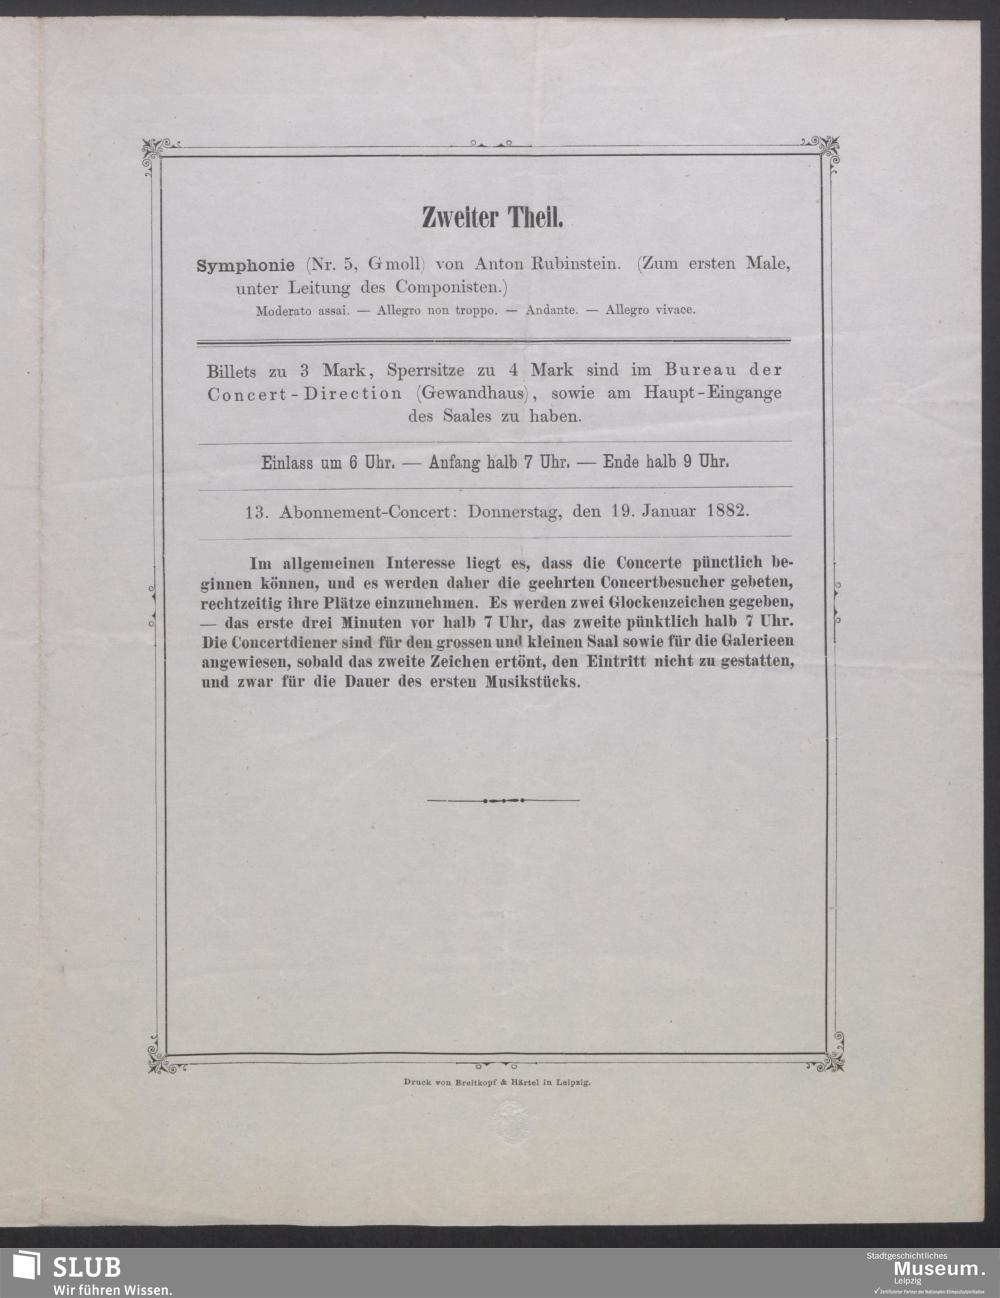 Zweiter Theil.
Symphonie (Nr. 5, G moll) von Anton Rubinstein. (Zum ersten Male,
unter Leitung des Componisten.)
Moderato assai. — Allegro non troppo. — Andante. — Allegro vivace.
Billets zu 3 Mark, Sperrsitze zu 4 Mark sind im Bureau der
Concert-Direction (Gewandhaus), sowie am Haupt-Eingange
des Saales zu haben.
Einlass um 6 Uhr. — Anfang halb 7 Uhr. — Ende halb 9 Uhr.
13. Abonnement-Concert: Donnerstag, den 19. Januar 1882.
Im allgemeinen Interesse liegt es, dass die Concerte pünctlich be-
ginnen können, und es werden daher die geehrten Concertbesucher gebeten,
rechtzeitig ihre Plätze einzunehmen. Es werden zwei Glockenzeichen gegeben,
— das erste drei Minuten vor halb 7 Uhr, das zweite pünktlich halb 7 Uhr.
Die Concertdiener sind für den grossen und kleinen Saal sowie für die Galerieen
angewiesen, sobald das zweite Zeichen ertönt, den Eintritt nicht zu gestatten,
und zwar für die Dauer des ersten Musikstücks.
Druck von Breitkopf & Härtel in Leipzig.
SLUB
Wir führen Wissen.
Stadtgeschichtliches
Museum.
Leipzig
Zertifizierter Partner der Nationalen Klimaschutzinitiative